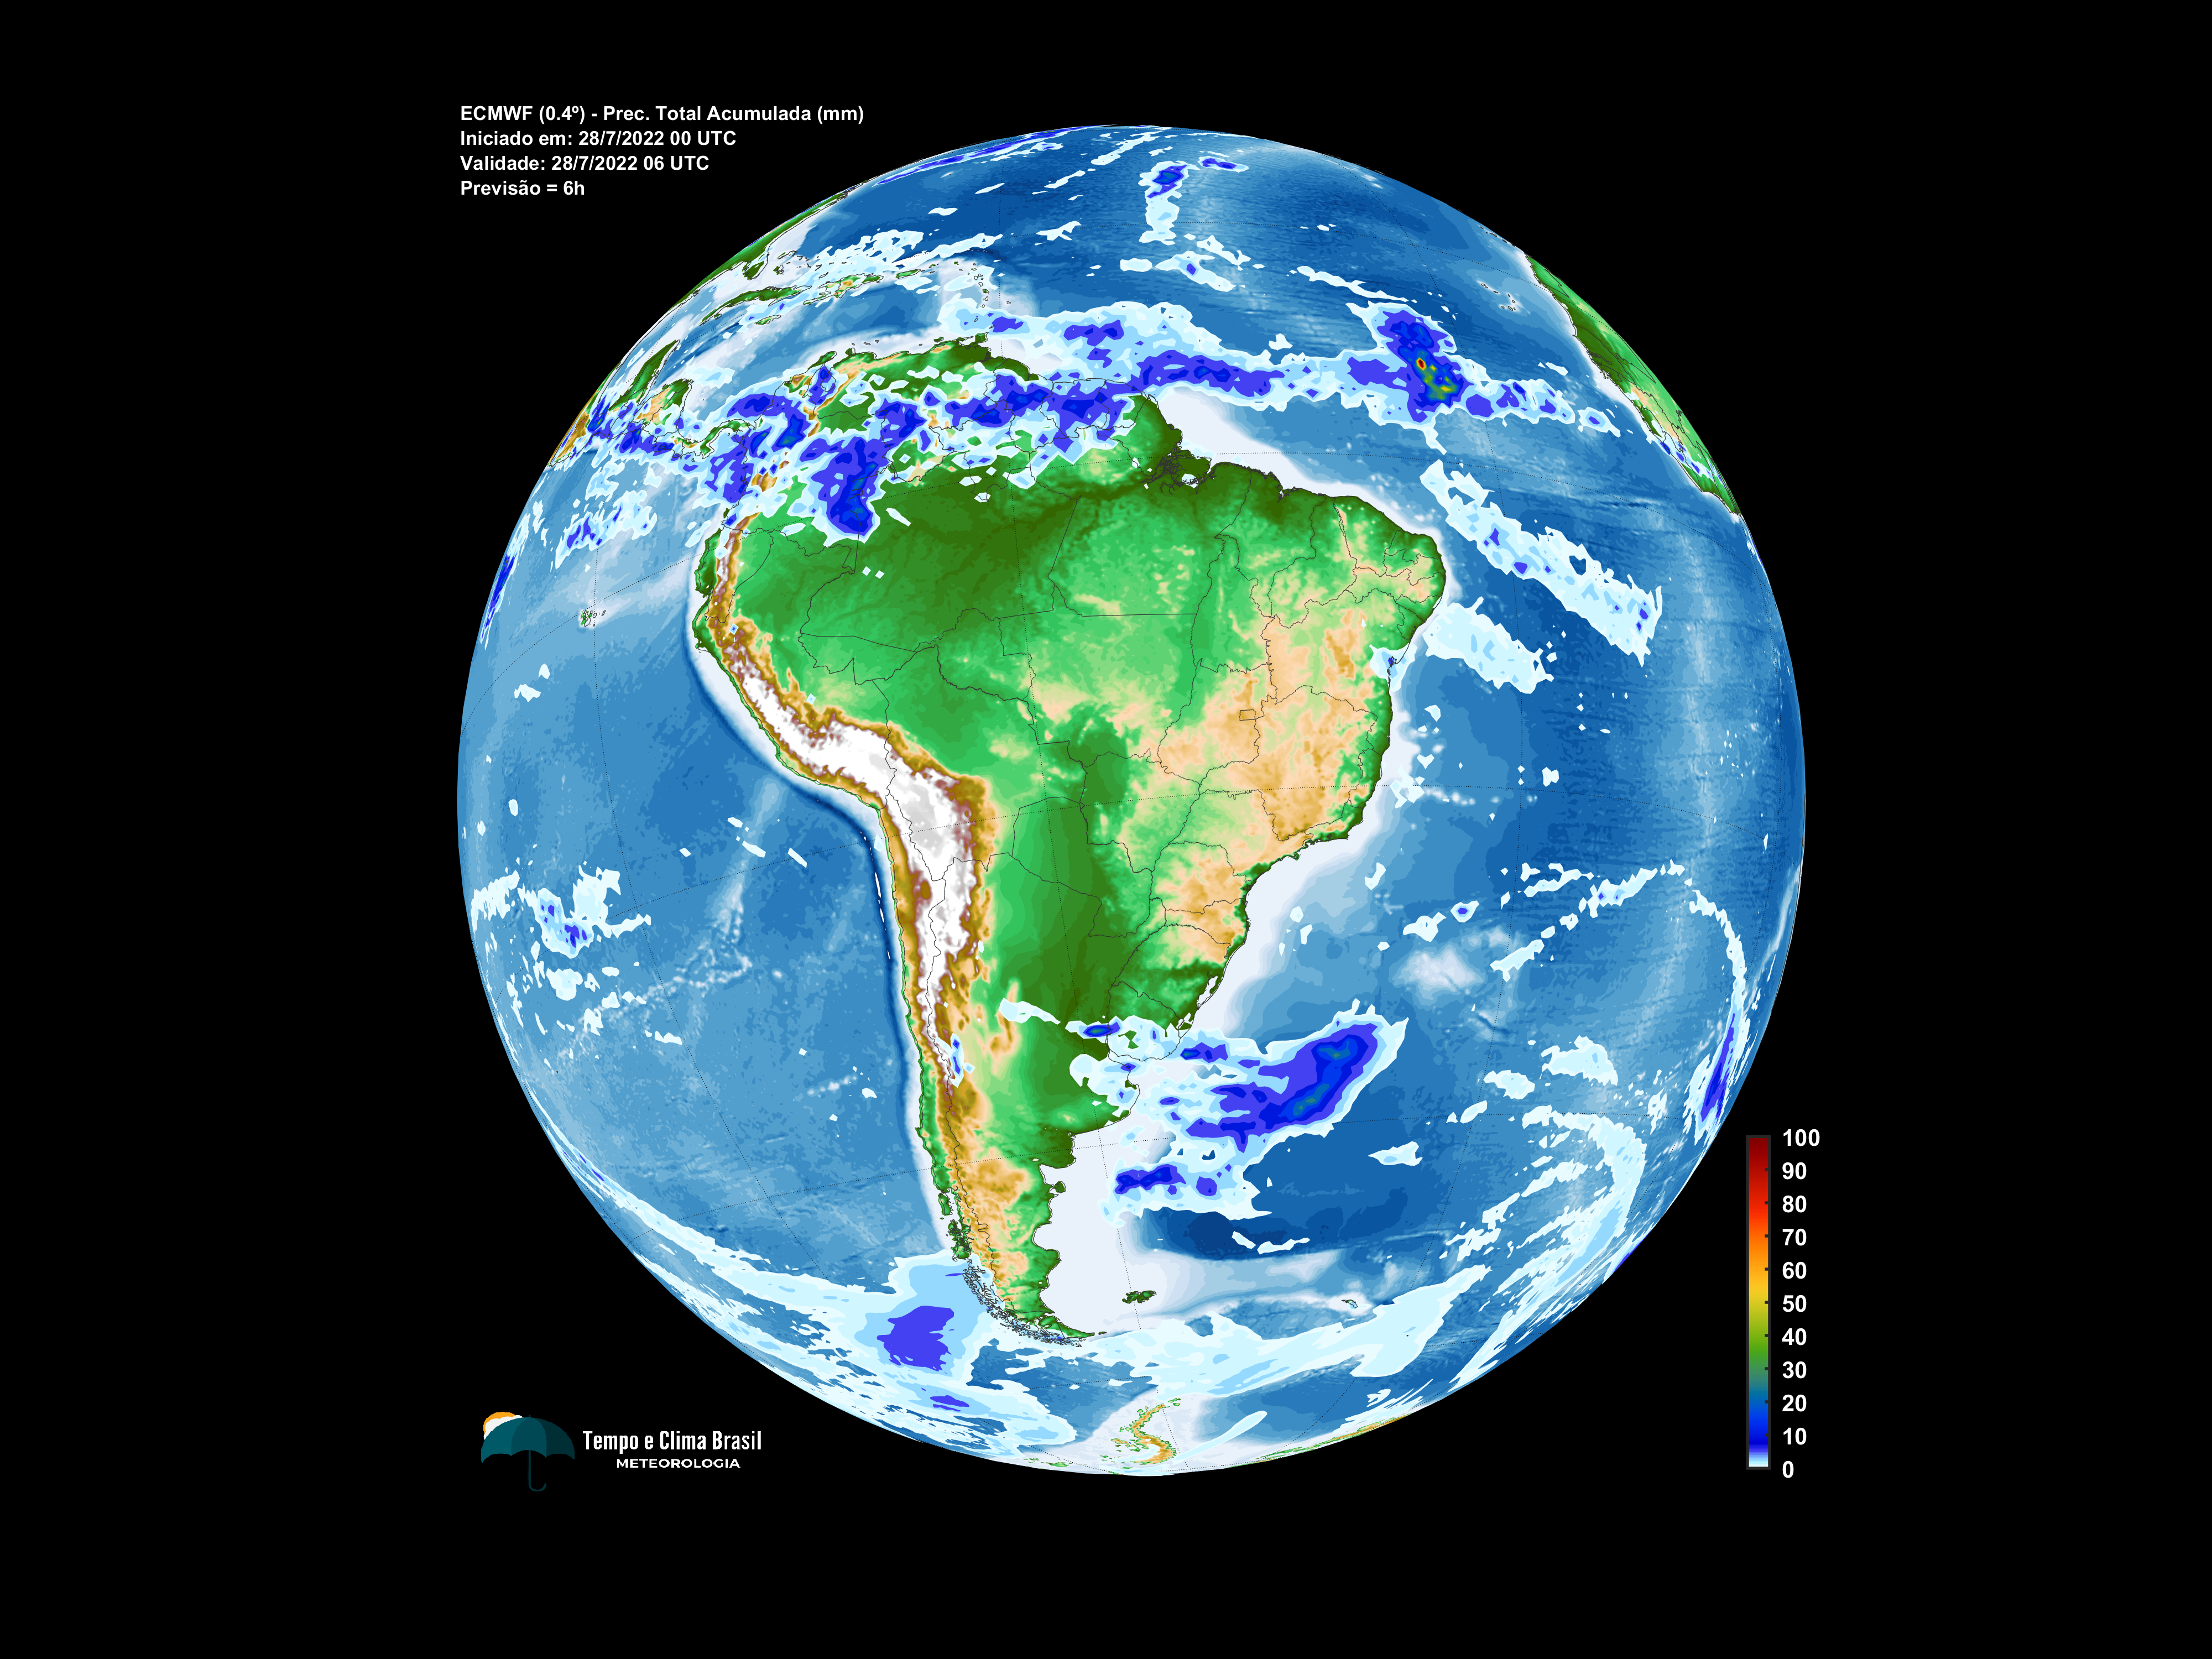 ECMWF (0.4º) - Prec. Total Acumulada (mm)
Iniciado em: 28/7/2022 00 UTC
Validade: 28/7/2022 06 UTC
Previsão = 6h
100
90
80
70
60
50
40
30
20
10
0
Tempo e Clima Brasil
METEOROLOGIA